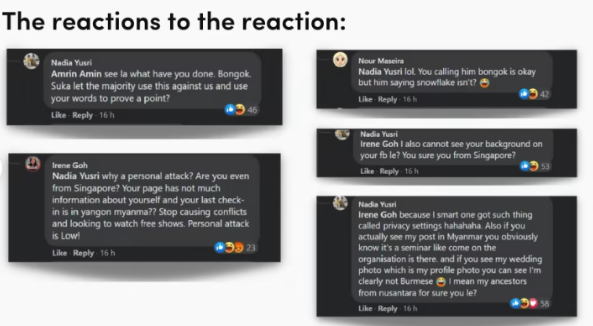 The reactions to the reaction:
Nadia Yusri
Amrin Amin see la what have you done. Bongok.
Suka let the majority use this against us and use
your words to prove a point?
46
Like · Reply · 16 h
Irene Goh
Nadia Yusri why a personal attack? Are you even
from Singapore? Your page has not much
information about yourself and your last check-
in is in yangon myanma?? Stop causing conflicts
and looking to watch free shows. Personal attack
is Low!
23
Like · Reply · 16 h
Nour Maseira
Nadia Yusri lol. You calling him bongok is okay
but him saying snowflake isn't? 😂
42
Like · Reply · 16 h
Nadia Yusri
Irene Goh I also cannot see your background on
your fb le? You sure you from Singapore?
53
Like · Reply · 16 h
Nadia Yusri
Irene Goh because I smart one got such thing
called privacy settings hahahaha. Also if you
actually see my post in Myanmar you obviously
know it's a seminar like come on the
organisation is there. and if you see my wedding
photo which is my profile photo you can see I'm
clearly not Burmese 😂 I mean my ancestors
from nusantara for sure you le?
58
Like · Reply · 16 h